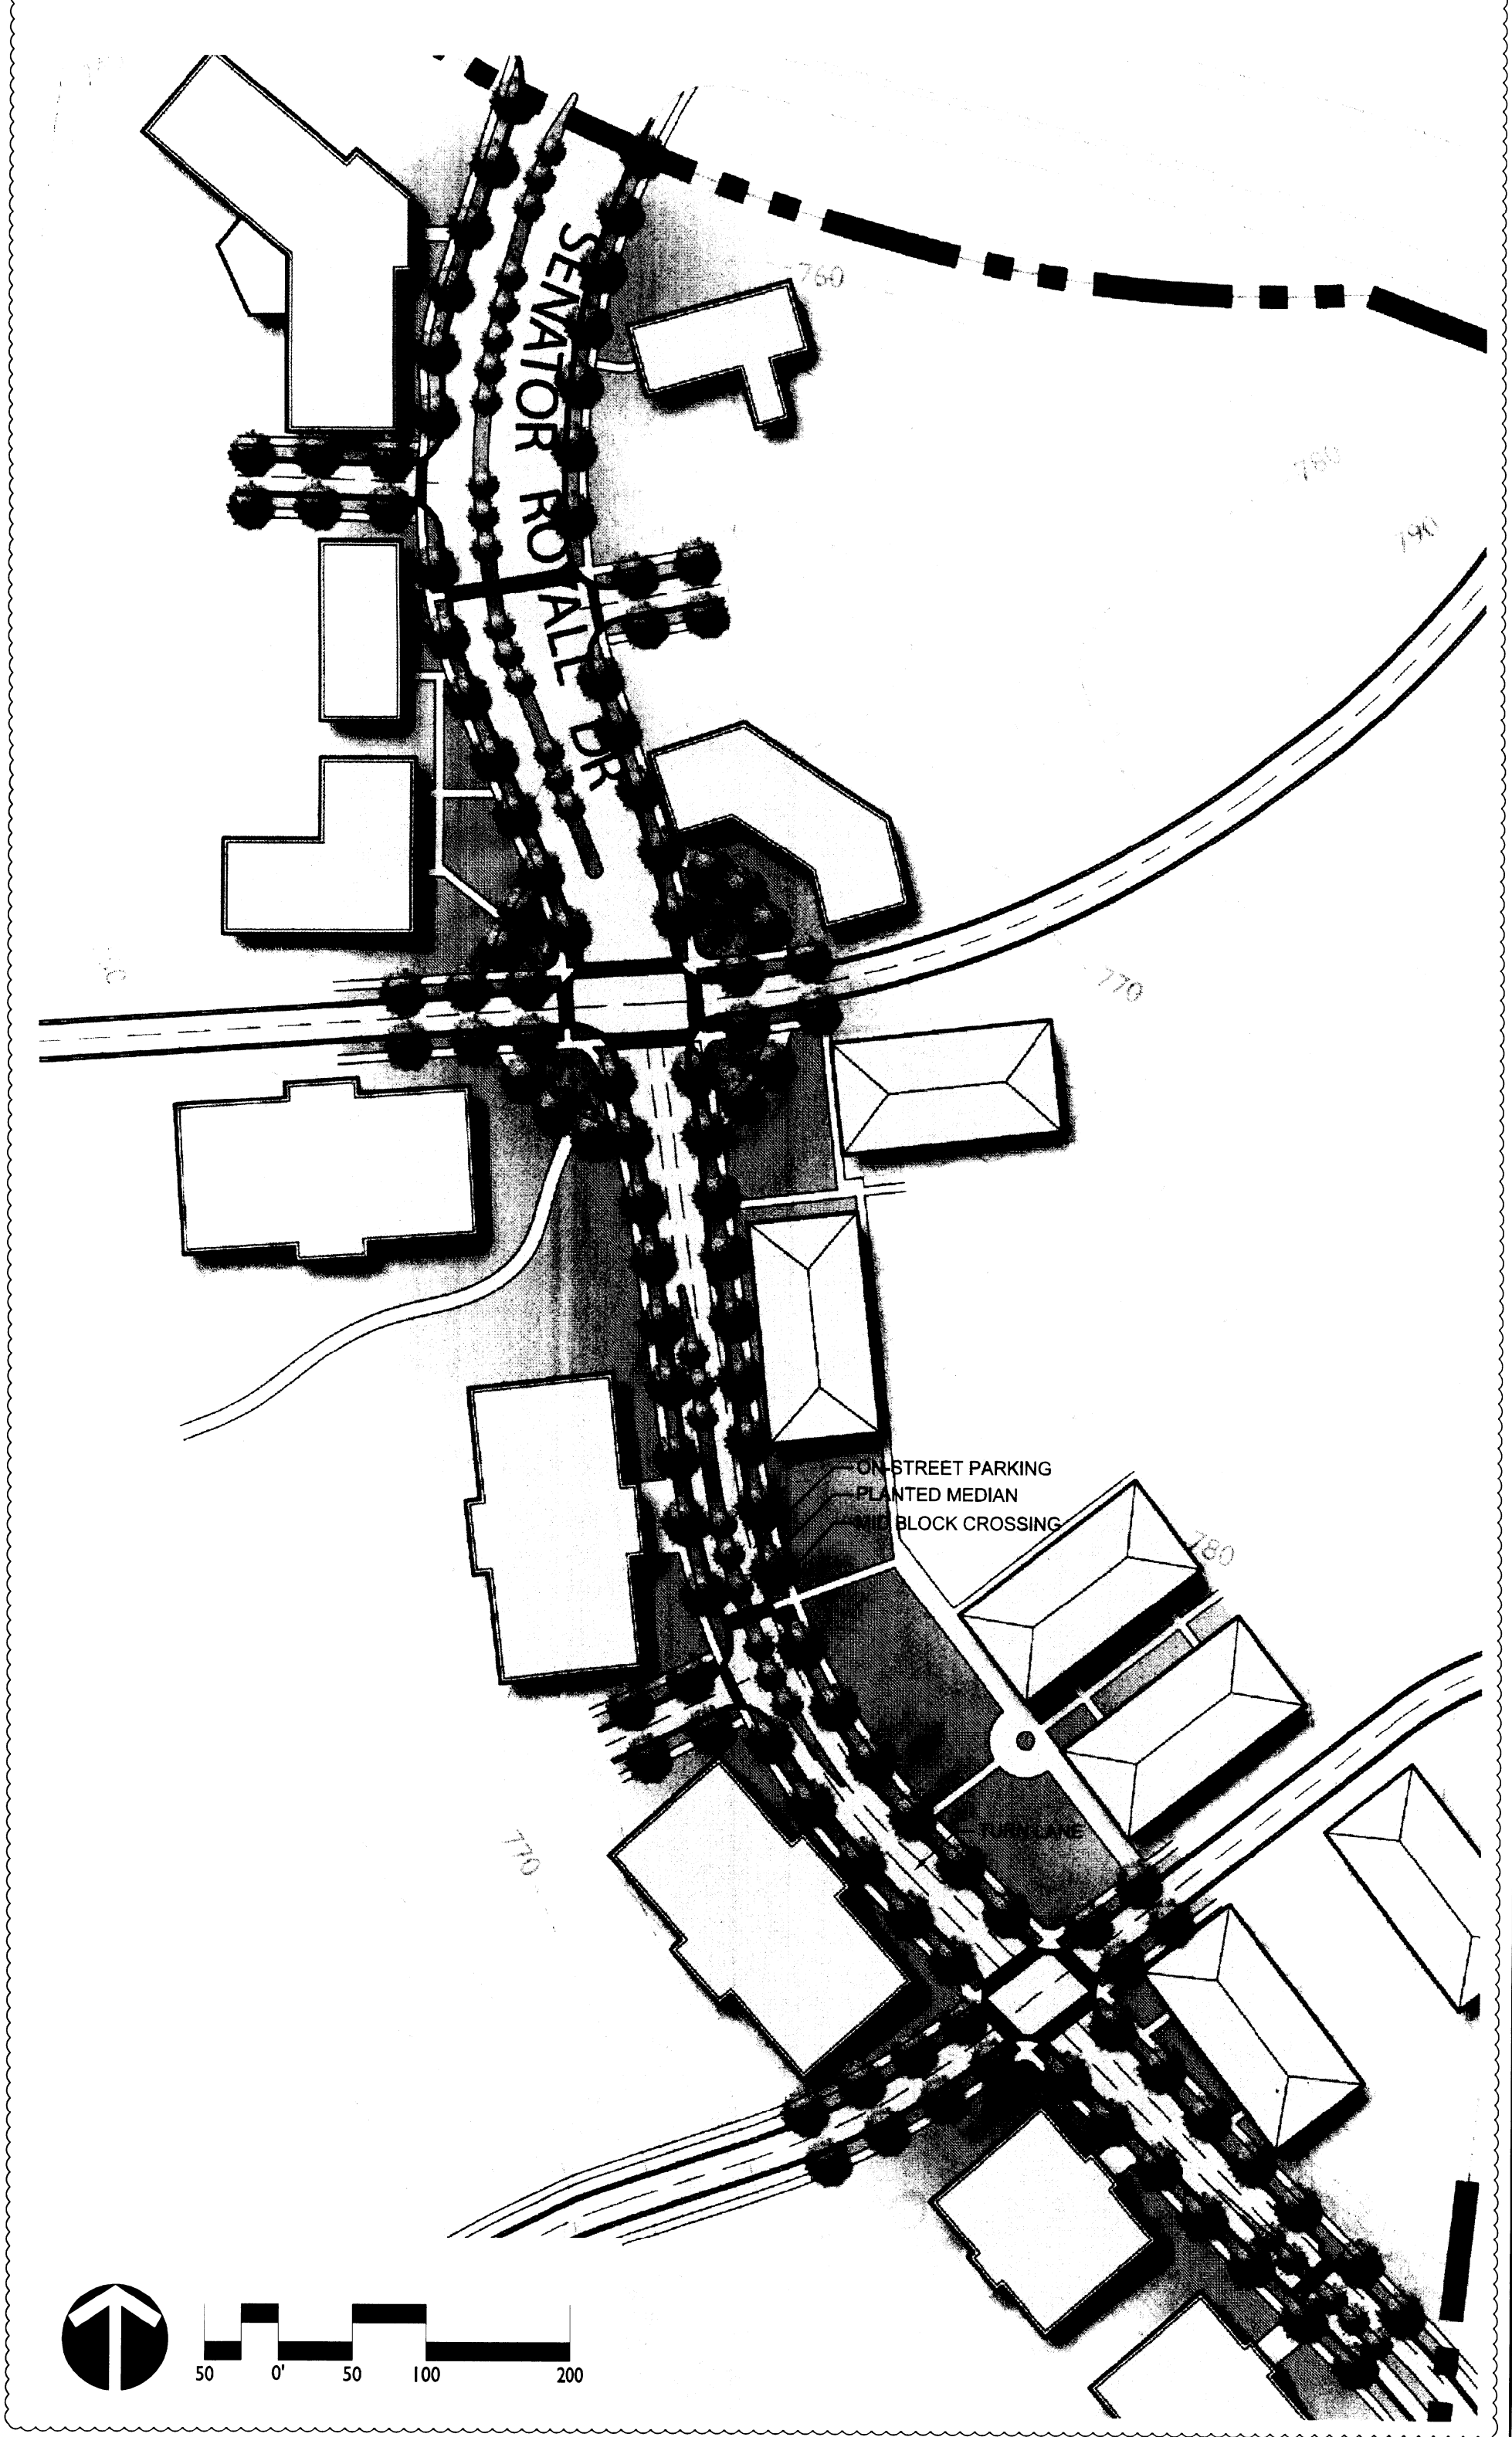 SENATOR ROYALL DR
760
780
790
770
ON-STREET PARKING
PLANTED MEDIAN
MID BLOCK CROSSING
780
TURN LANE
770
50 0' 50 100 200